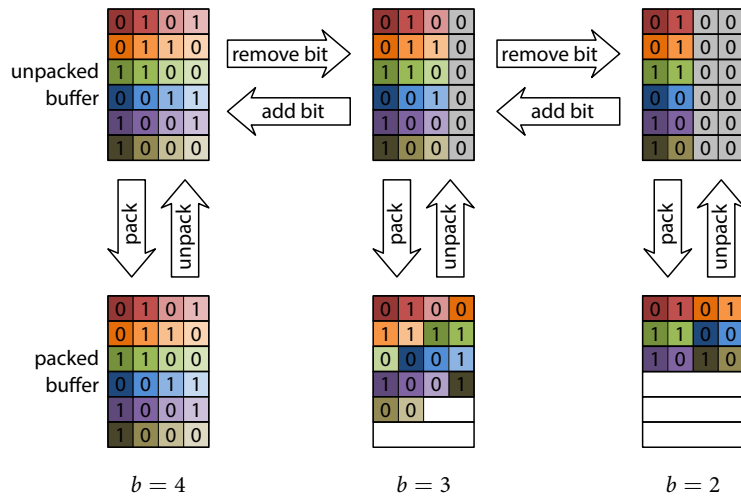 0 1 0 1 0 1 0 0 0 1 0 0
0 1 1 0 0 1 1 0 0 1 0 0
remove bit remove bit
unpacked 1 1 0 0 1 1 0 0 1 1 0 0
buffer 0 0 1 1 0 0 1 0 0 0 0 0
add bit add bit
1 0 0 1 1 0 0 0 1 0 0 0
1 0 0 0 1 0 0 0 1 0 0 0
pack unpack pack unpack pack unpack
0 1 0 1 0 1 0 0 0 1 0 1
0 1 1 0 1 1 1 1 1 1 0 0
packed 1 1 0 0 0 0 0 1 1 0 1 0
buffer 0 0 1 1 1 0 0 1
1 0 0 1 0 0
1 0 0 0
b = 4 b = 3 b = 2